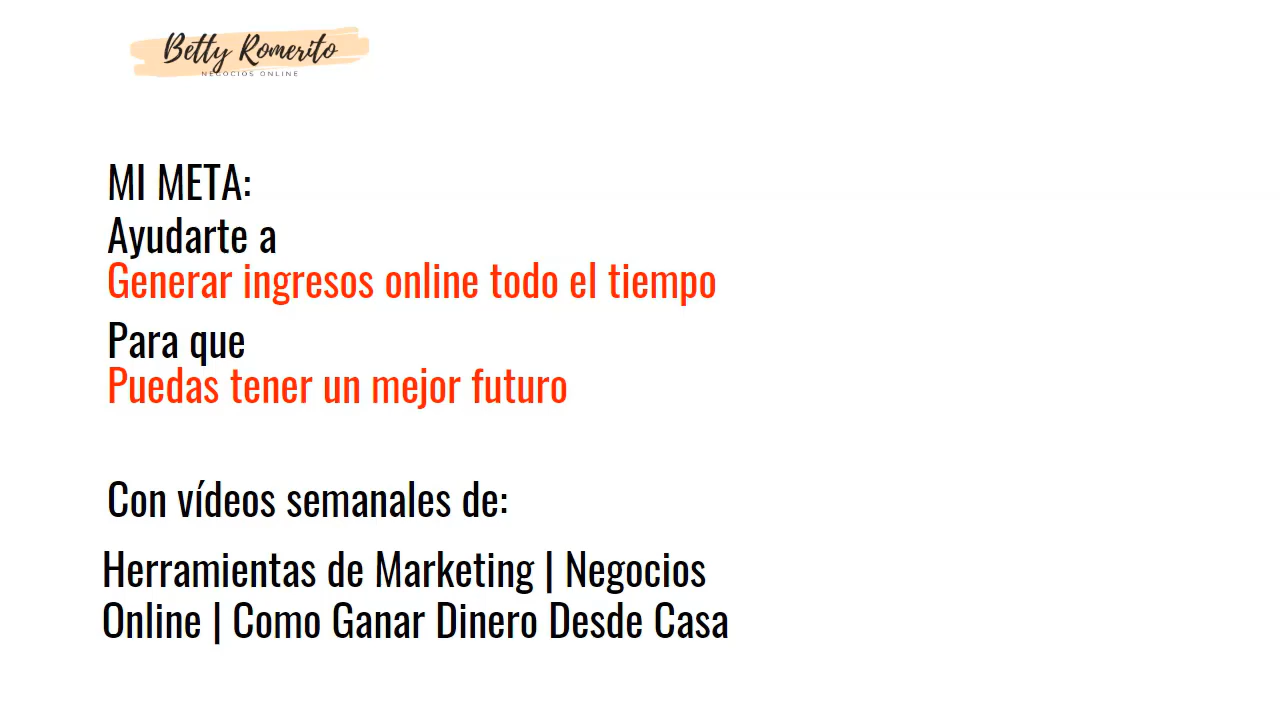 Betty Romerito
NEGOCIOS ONLINE
MI META:
Ayudarte a
Generar ingresos online todo el tiempo
Para que
Puedas tener un mejor futuro
Con vídeos semanales de:
Herramientas de Marketing | Negocios
Online | Como Ganar Dinero Desde Casa